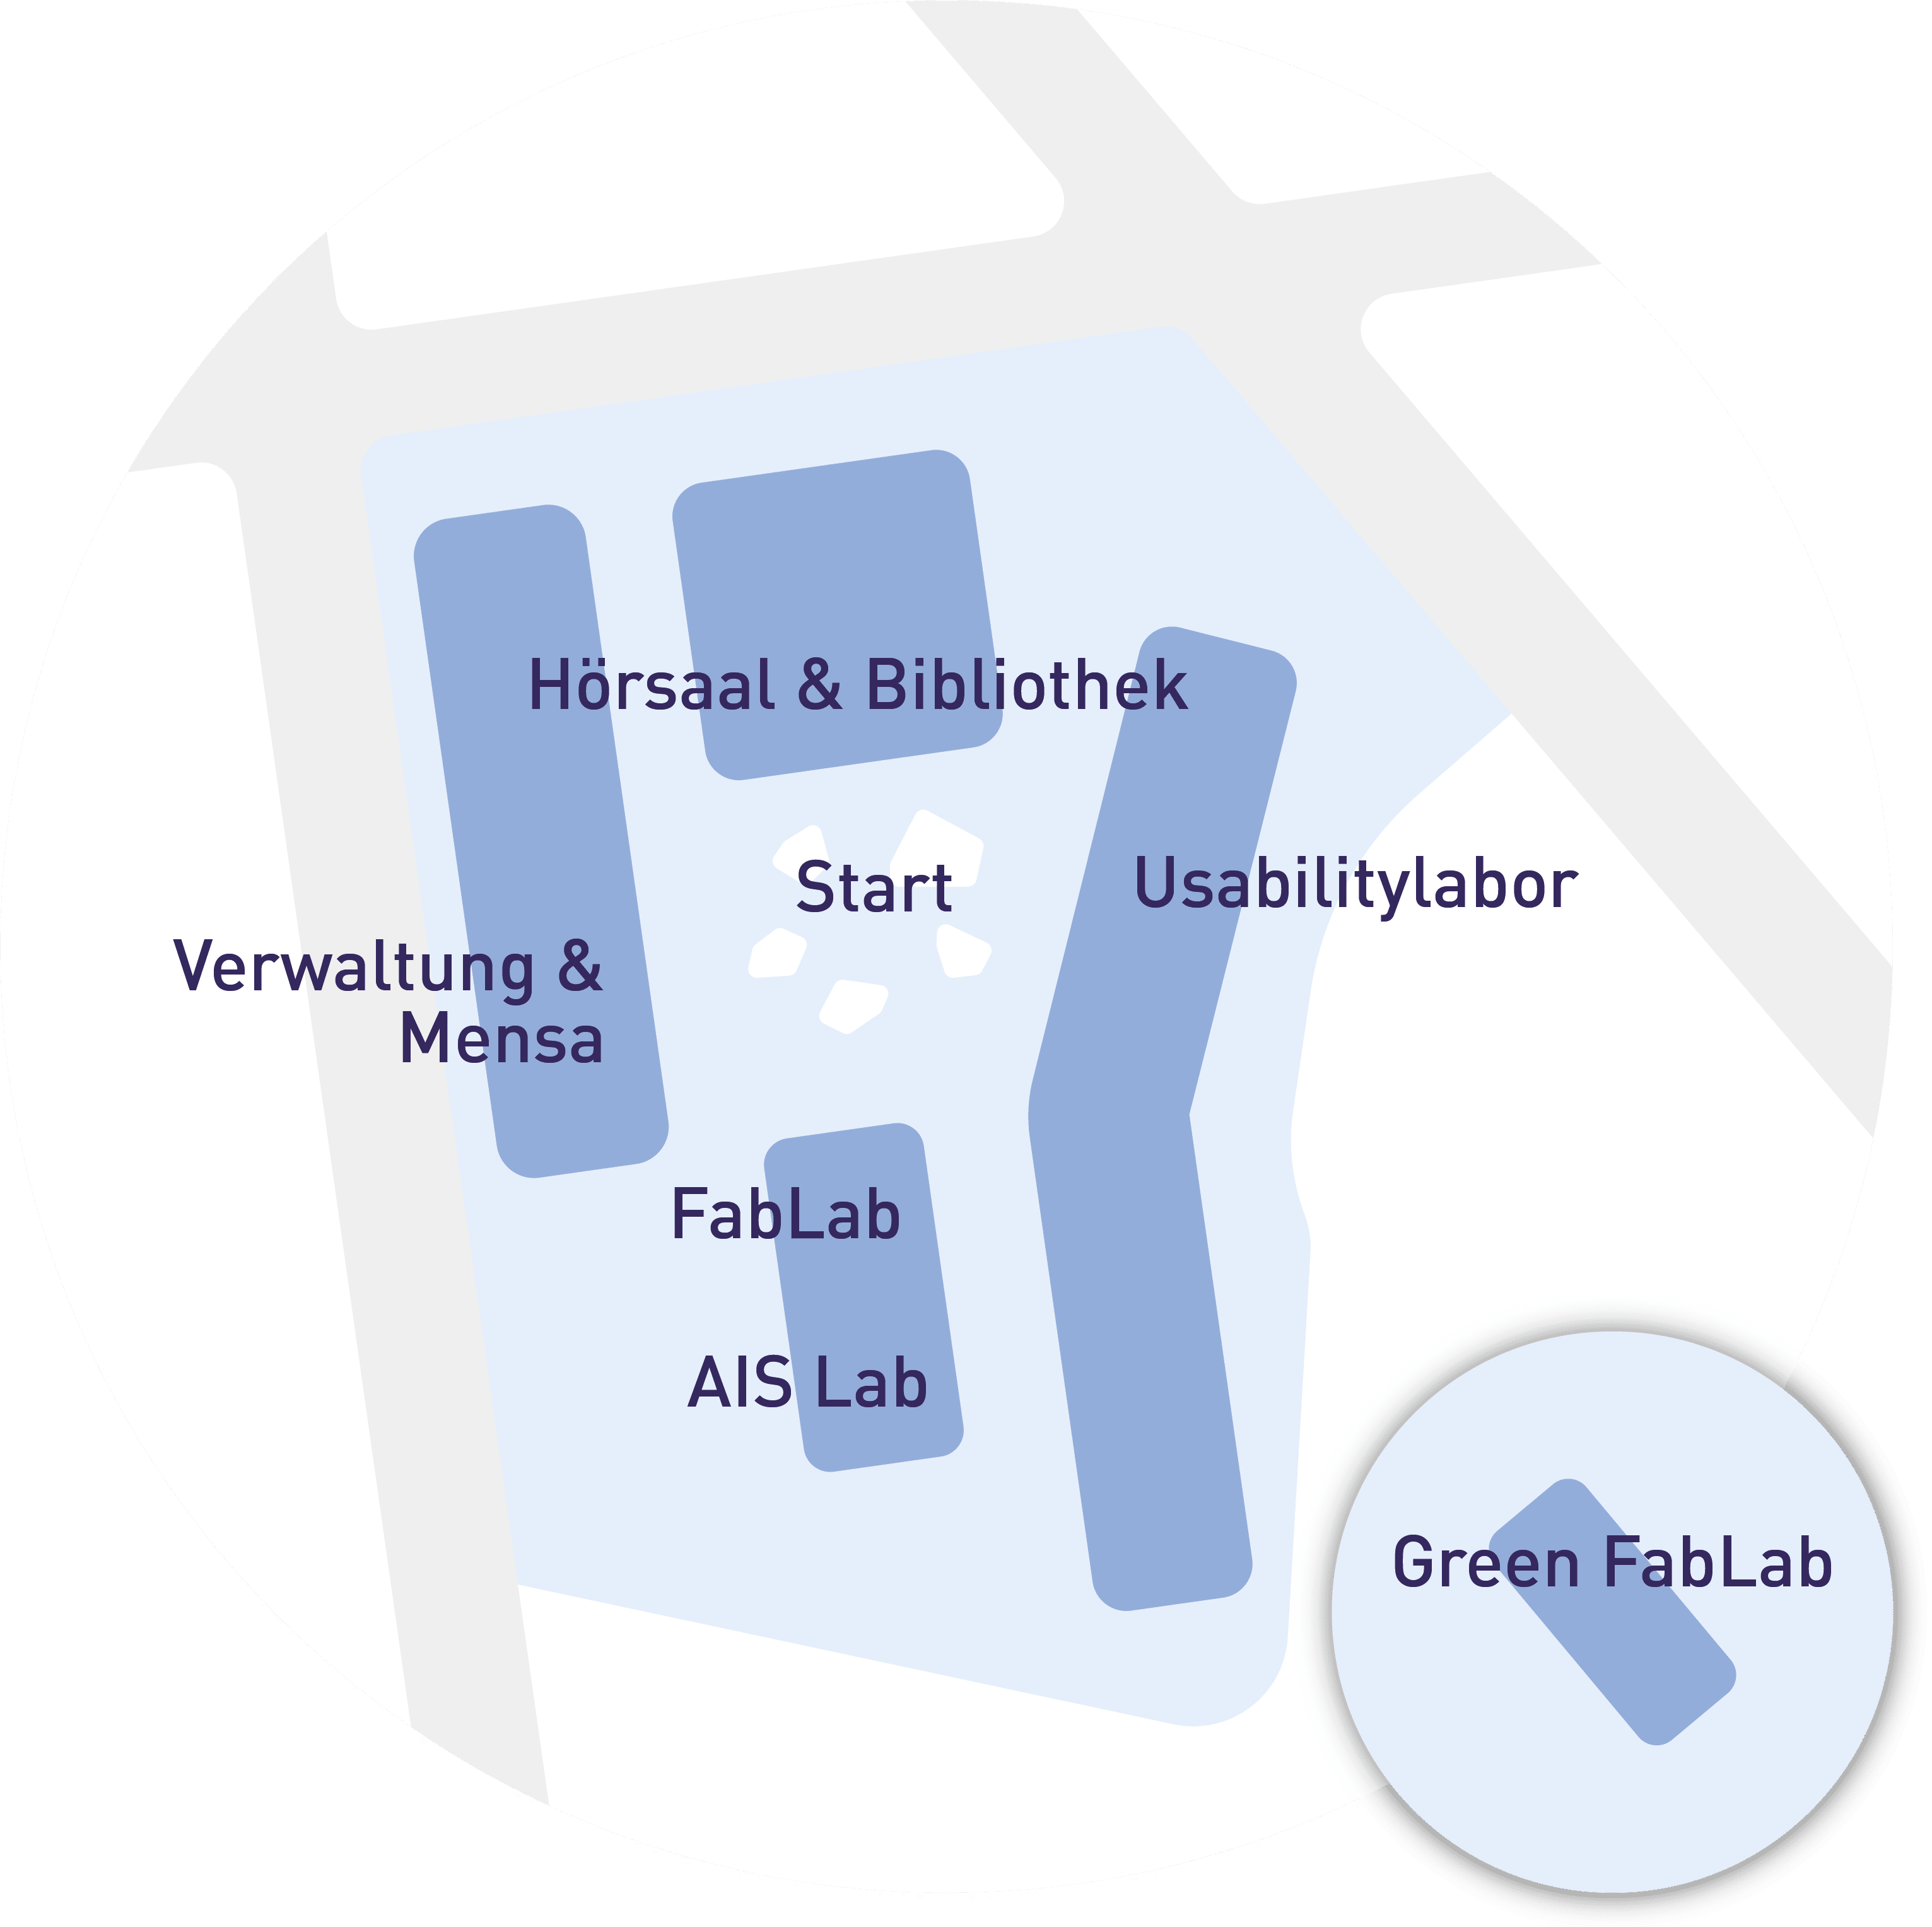 Hörsaal & Bibliothek
Start
Usabilitylabor
Verwaltung &
Mensa
FabLab
AIS Lab
Green FabLab